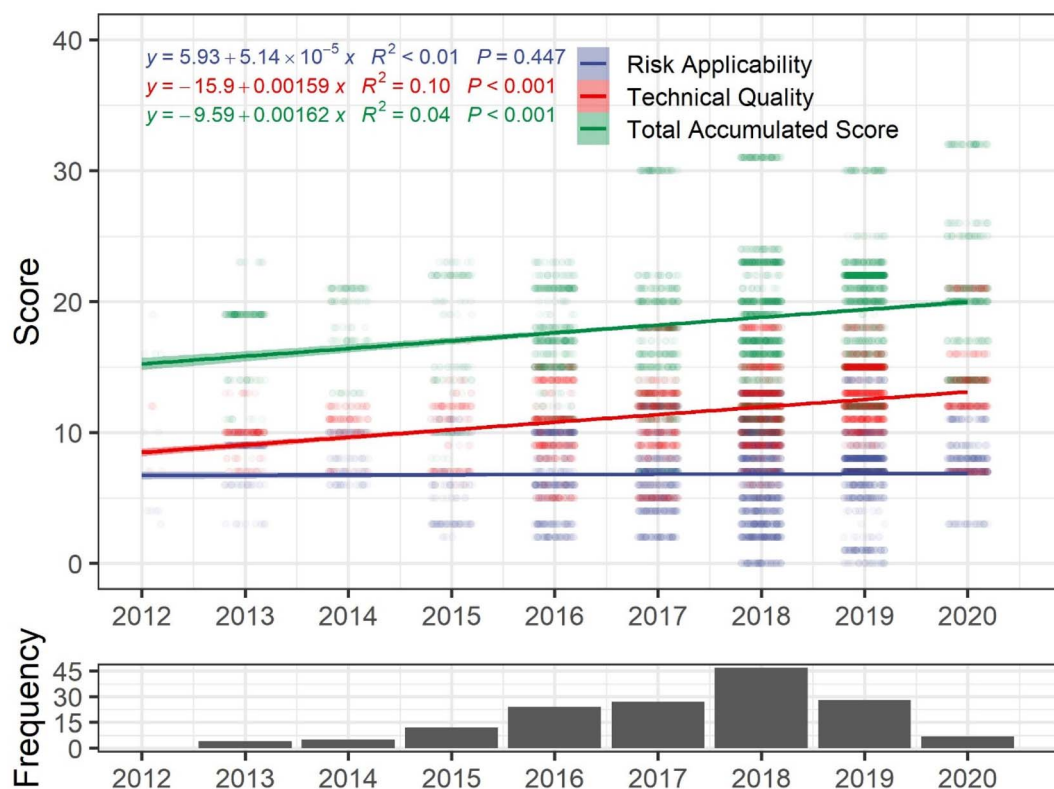 40
30
20
10
0
Score
y = 5.93 + 5.14 × 10⁻⁵ x R² < 0.01 P = 0.447
y = −15.9 + 0.00159 x R² = 0.10 P < 0.001
y = −9.59 + 0.00162 x R² = 0.04 P < 0.001
Risk Applicability
Technical Quality
Total Accumulated Score
2012 2013 2014 2015 2016 2017 2018 2019 2020
Frequency
45
30
15
0
2012 2013 2014 2015 2016 2017 2018 2019 2020